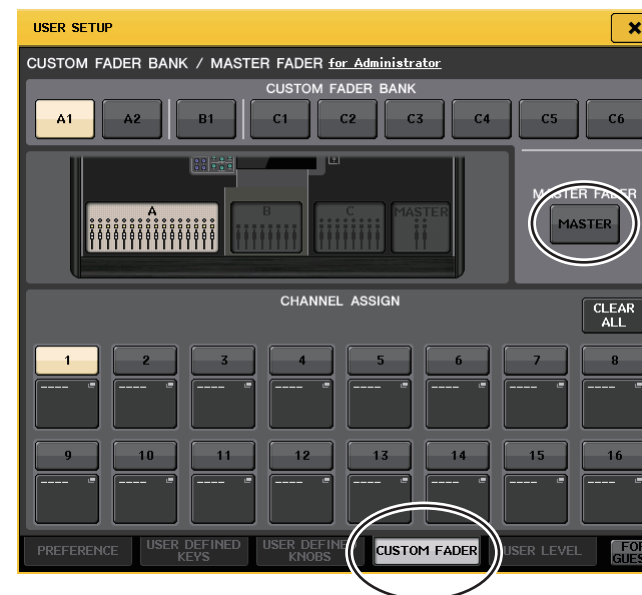 USER SETUP
CUSTOM FADER BANK / MASTER FADER for Administrator
CUSTOM FADER BANK
A1 A2 B1 C1 C2 C3 C4 C5 C6
MASTER FADER
MASTER
A B C MASTER
CHANNEL ASSIGN
CLEAR
ALL
1 2 3 4 5 6 7 8
---- ---- ---- ---- ---- ---- ---- ----
9 10 11 12 13 14 15 16
---- ---- ---- ---- ---- ---- ---- ----
PREFERENCE
USER DEFINED
KEYS
USER DEFINED
KNOBS
CUSTOM FADER
USER LEVEL
FOR
GUES